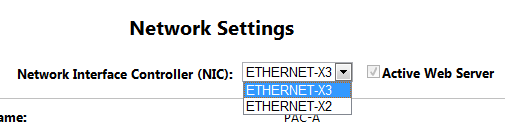 Network Settings
Network Interface Controller (NIC): ETHERNET-X3 Active Web Server
ETHERNET-X3
ETHERNET-X2
ame: PAC-A